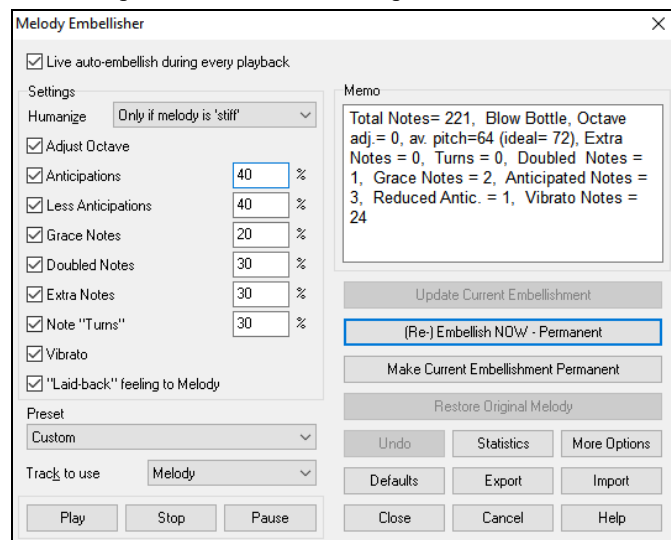 Melody Embellisher
Live auto-embellish during every playback
Settings
Humanize Only if melody is 'stiff'
Adjust Octave
Anticipations 40 %
Less Anticipations 40 %
Grace Notes 20 %
Doubled Notes 30 %
Extra Notes 30 %
Note "Turns" 30 %
Vibrato
"Laid-back" feeling to Melody
Preset
Custom
Track to use Melody
Play Stop Pause
Memo
Total Notes= 221, Blow Bottle, Octave
adj.= 0, av. pitch=64 (ideal= 72), Extra
Notes = 0, Turns = 0, Doubled Notes =
1, Grace Notes = 2, Anticipated Notes =
3, Reduced Antic. = 1, Vibrato Notes =
24
Update Current Embellishment
(Re-) Embellish NOW - Permanent
Make Current Embellishment Permanent
Restore Original Melody
Undo Statistics More Options
Defaults Export Import
Close Cancel Help